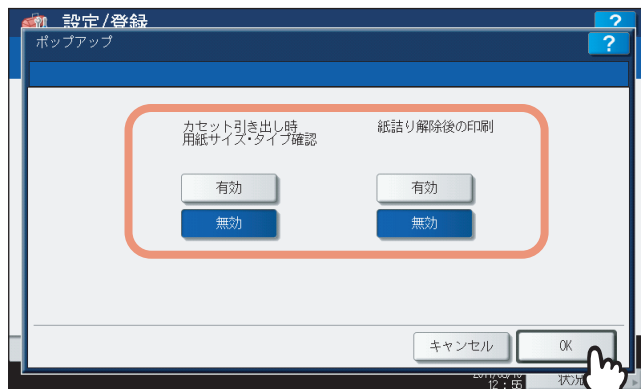 設定/登録
?
ポップアップ
?
カセット引き出し時
用紙サイズ・タイプ確認
紙詰り解除後の印刷
有効
有効
無効
無効
キャンセル
OK
12:55
状況